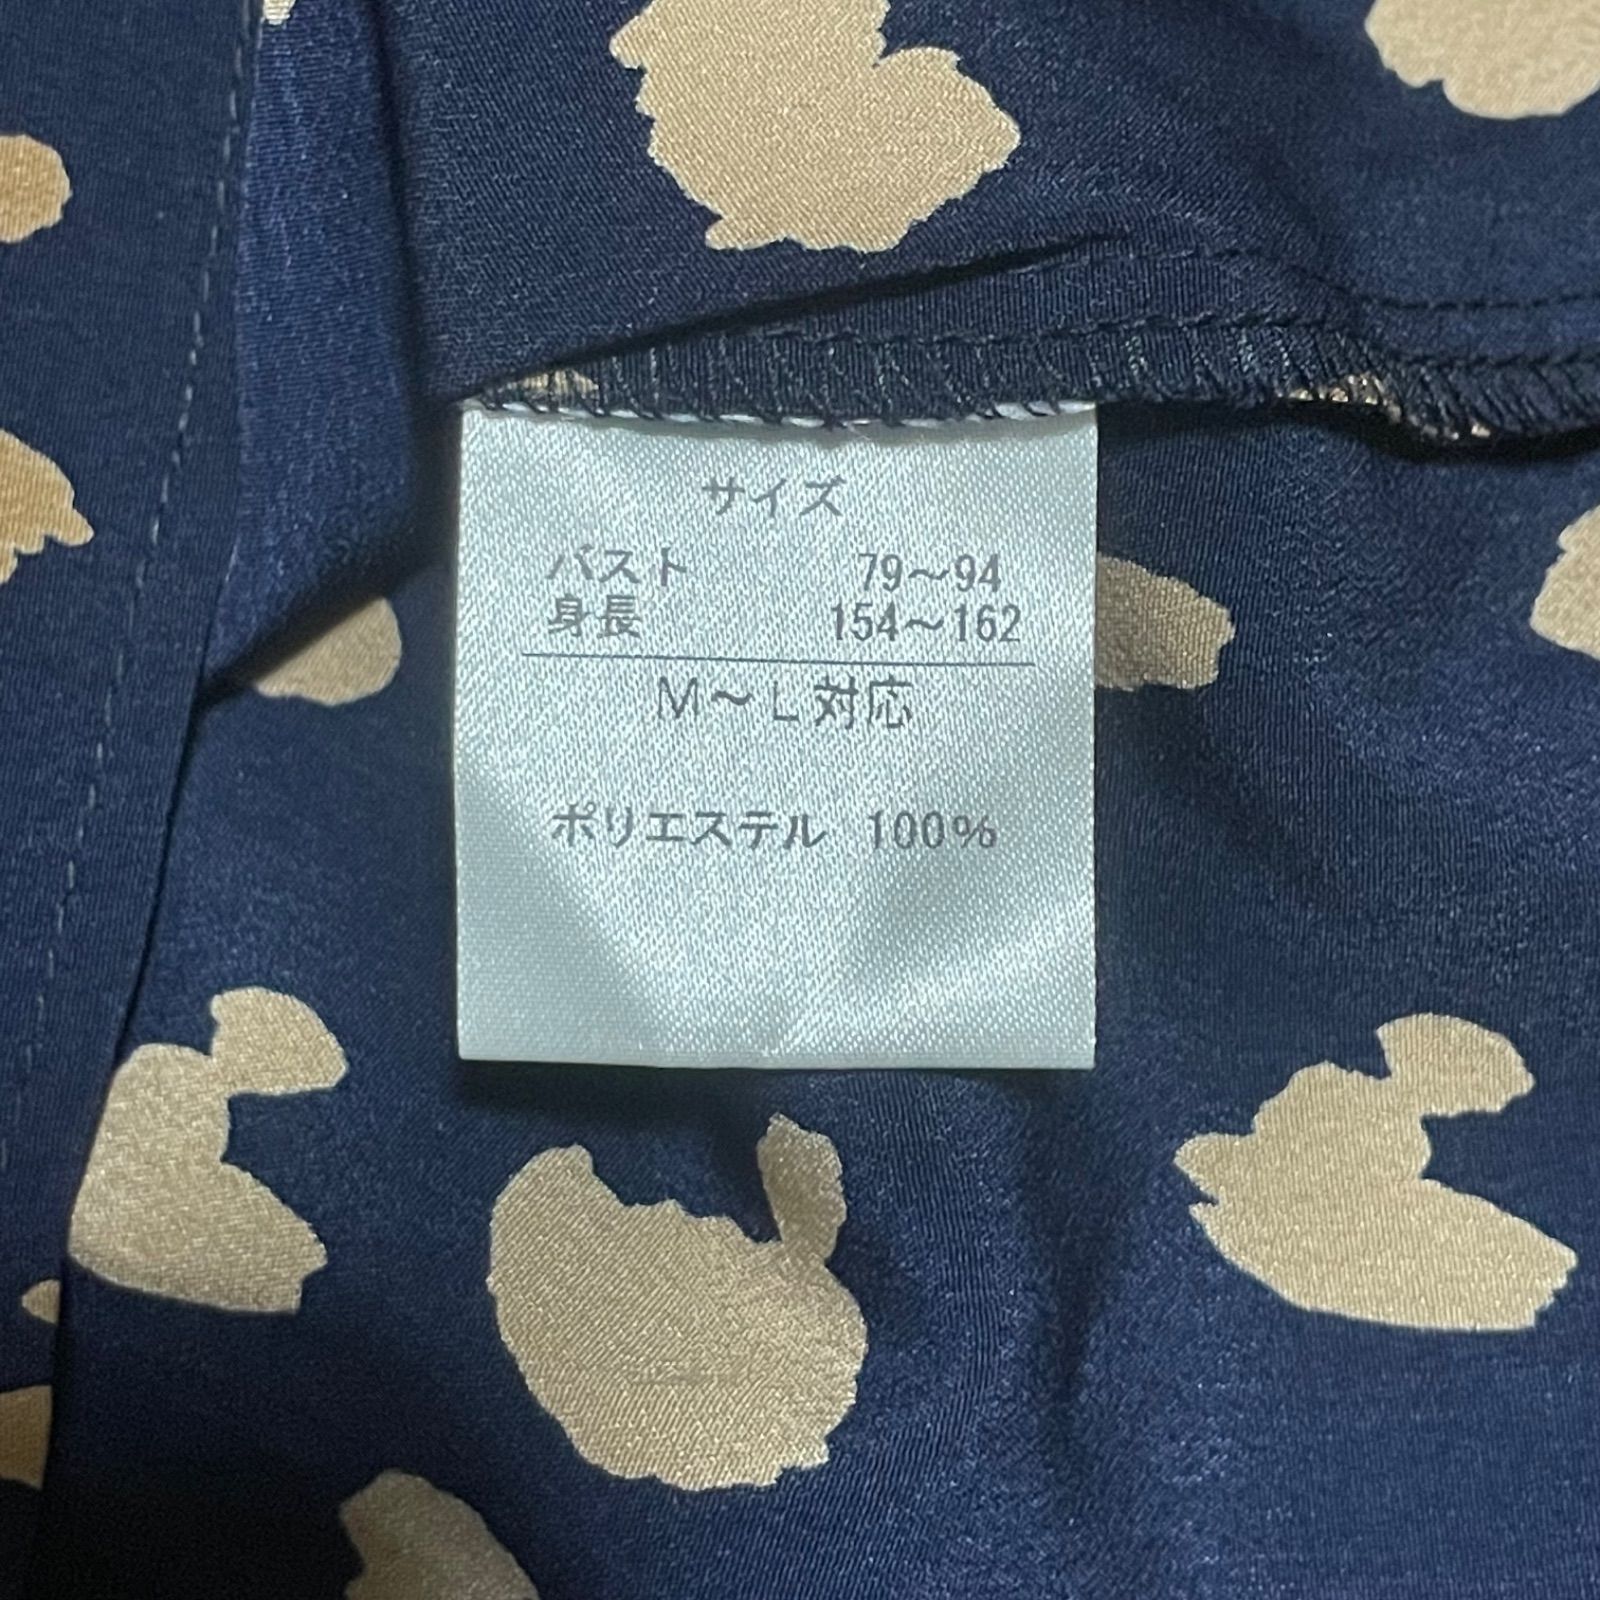 サイズ
バスト 79～94
身長 154～162
M～L対応
ポリエステル 100%